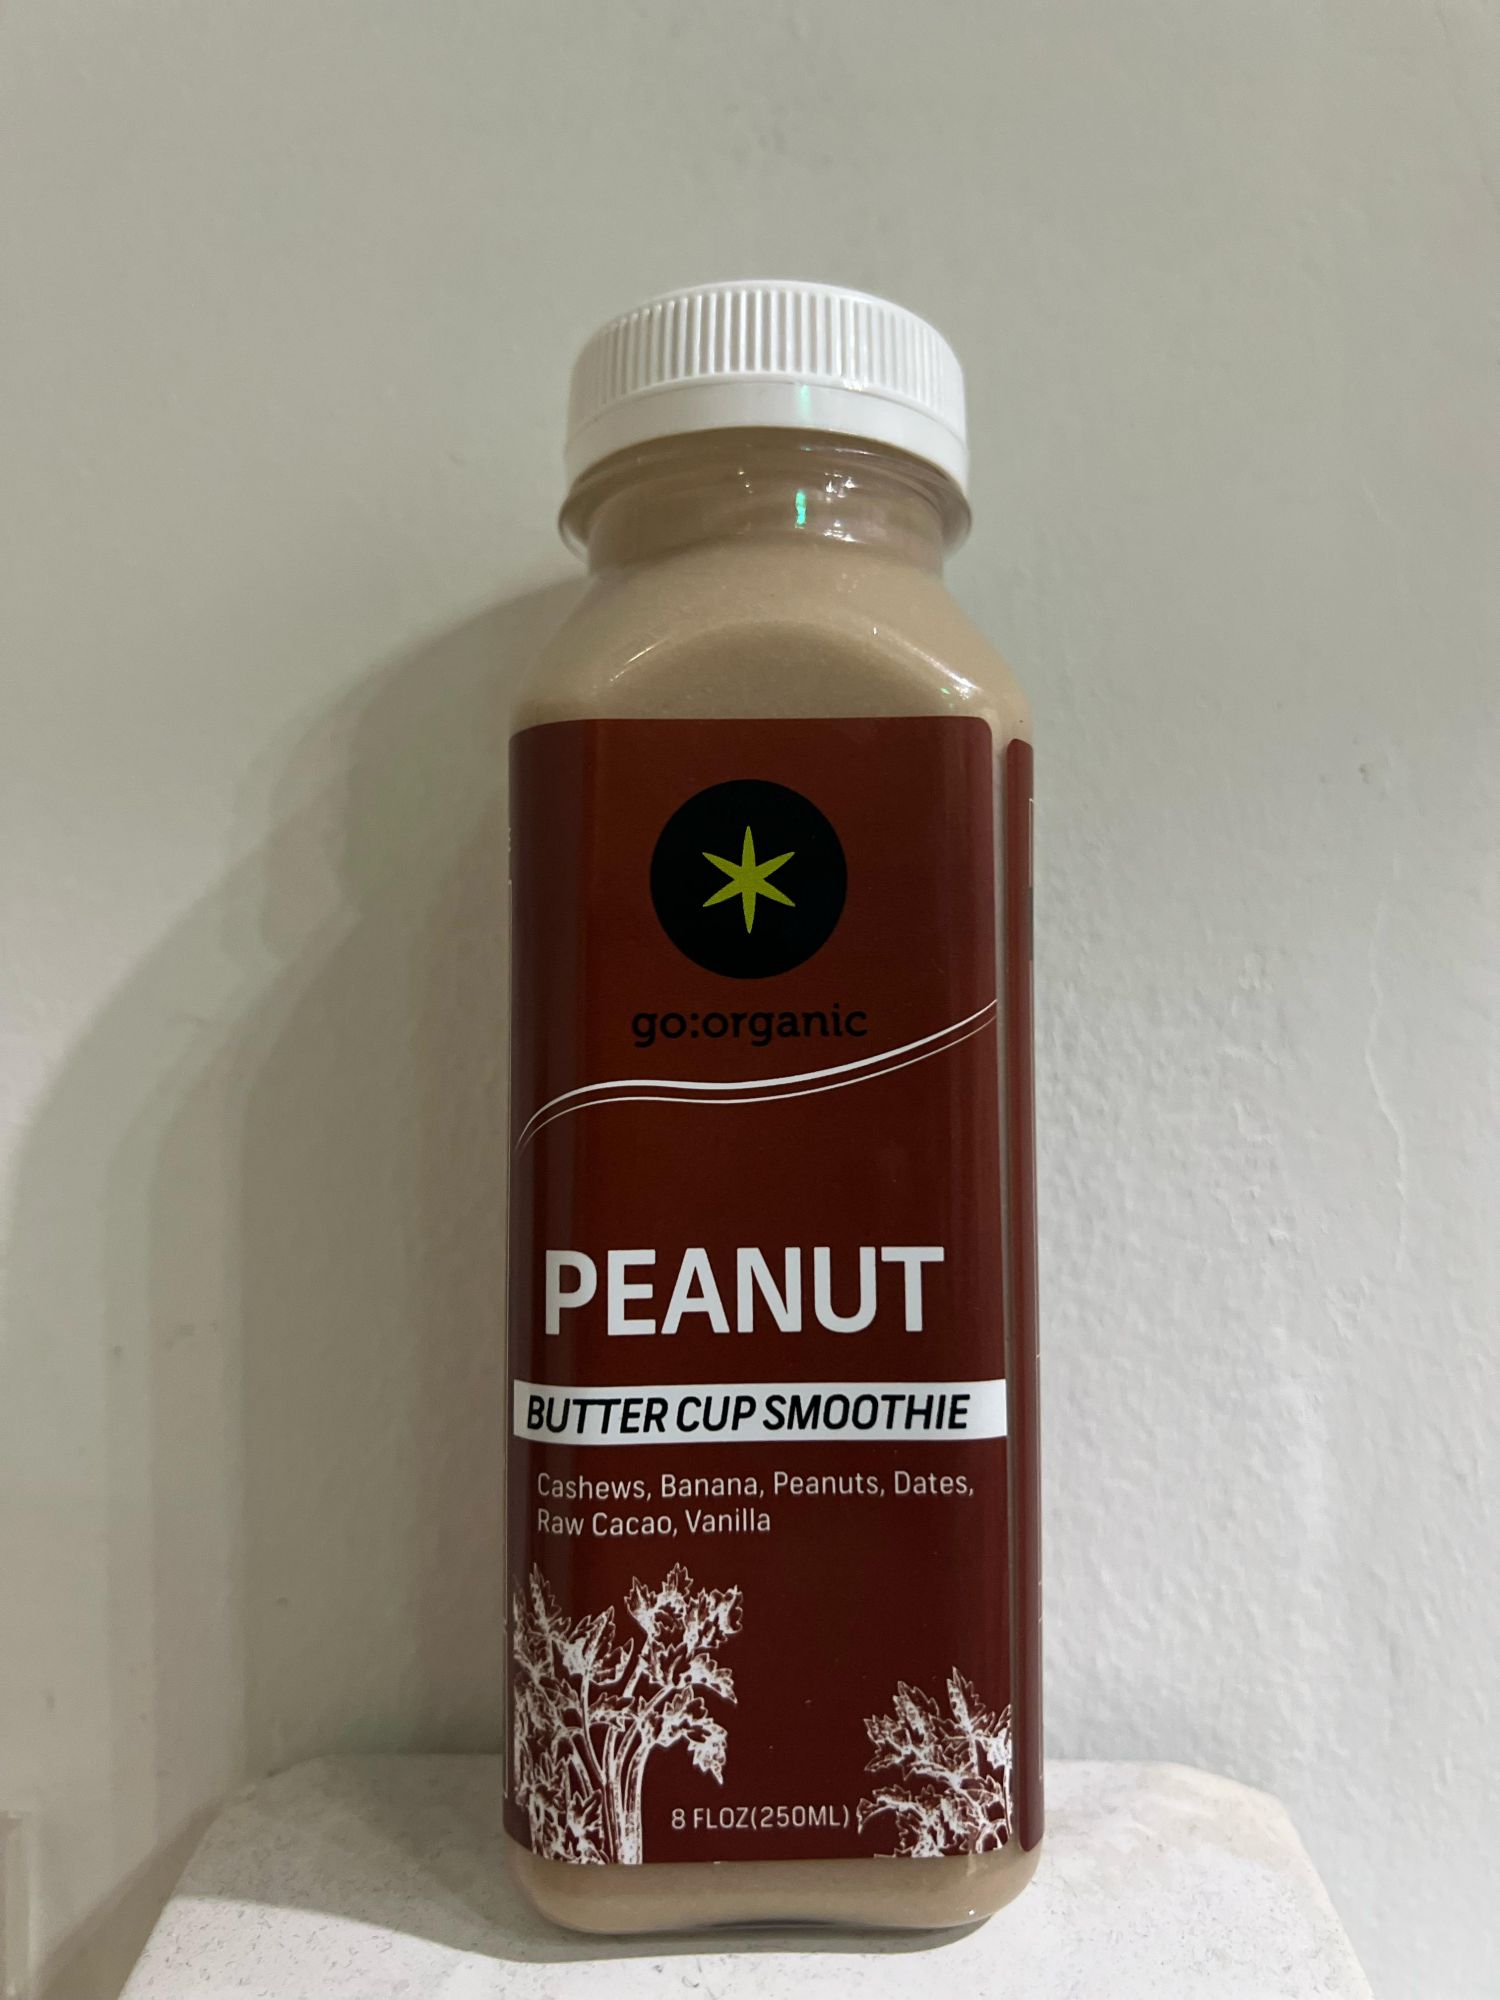 go:organic
PEANUT
BUTTER CUP SMOOTHIE
Cashews, Banana, Peanuts, Dates,
Raw Cacao, Vanilla
8 FLOZ(250ML)